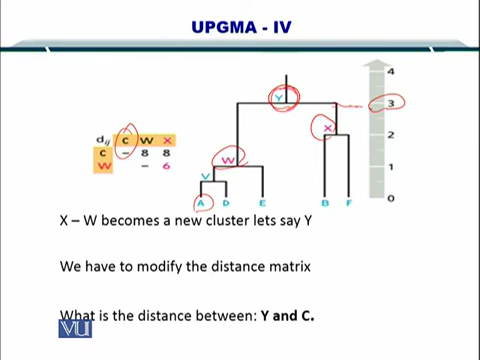 UPGMA - IV
dij C W X
C - 8 8
W - 6
Y
X
W
V
A D E B F
4
3
2
1
0
X – W becomes a new cluster lets say Y
We have to modify the distance matrix
What is the distance between: Y and C.
VU